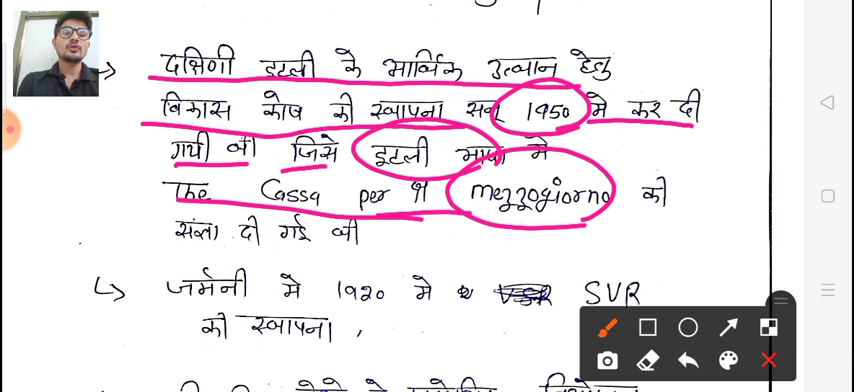 दक्षिणी इटली के आर्थिक उत्थान हेतु
विकास कोष की स्थापना सन् 1950 मे कर दी
गयी थी जिसे इटली भाषा मे
The Cassa per il mezzogiorno की
संज्ञा दी गई थी
जर्मनी मे 1920 मे SVR
की स्थापना,